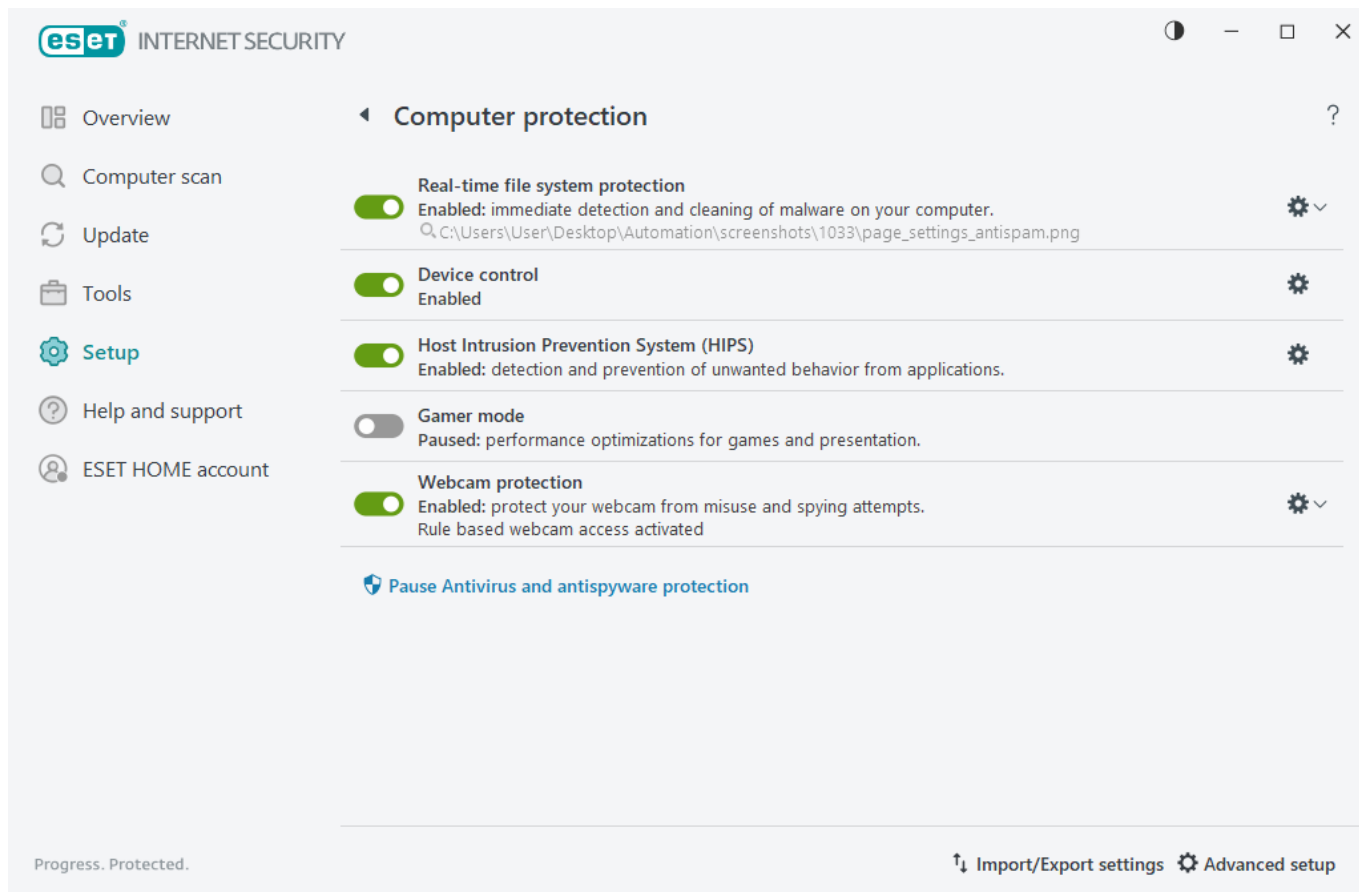 eset® INTERNET SECURITY
Overview
Computer scan
Update
Tools
Setup
Help and support
ESET HOME account
Computer protection
?
Real-time file system protection
Enabled: immediate detection and cleaning of malware on your computer.
C:\Users\User\Desktop\Automation\screenshots\1033\page_settings_antispam.png
Device control
Enabled
Host Intrusion Prevention System (HIPS)
Enabled: detection and prevention of unwanted behavior from applications.
Gamer mode
Paused: performance optimizations for games and presentation.
Webcam protection
Enabled: protect your webcam from misuse and spying attempts.
Rule based webcam access activated
Pause Antivirus and antispyware protection
Progress. Protected.
Import/Export settings
Advanced setup